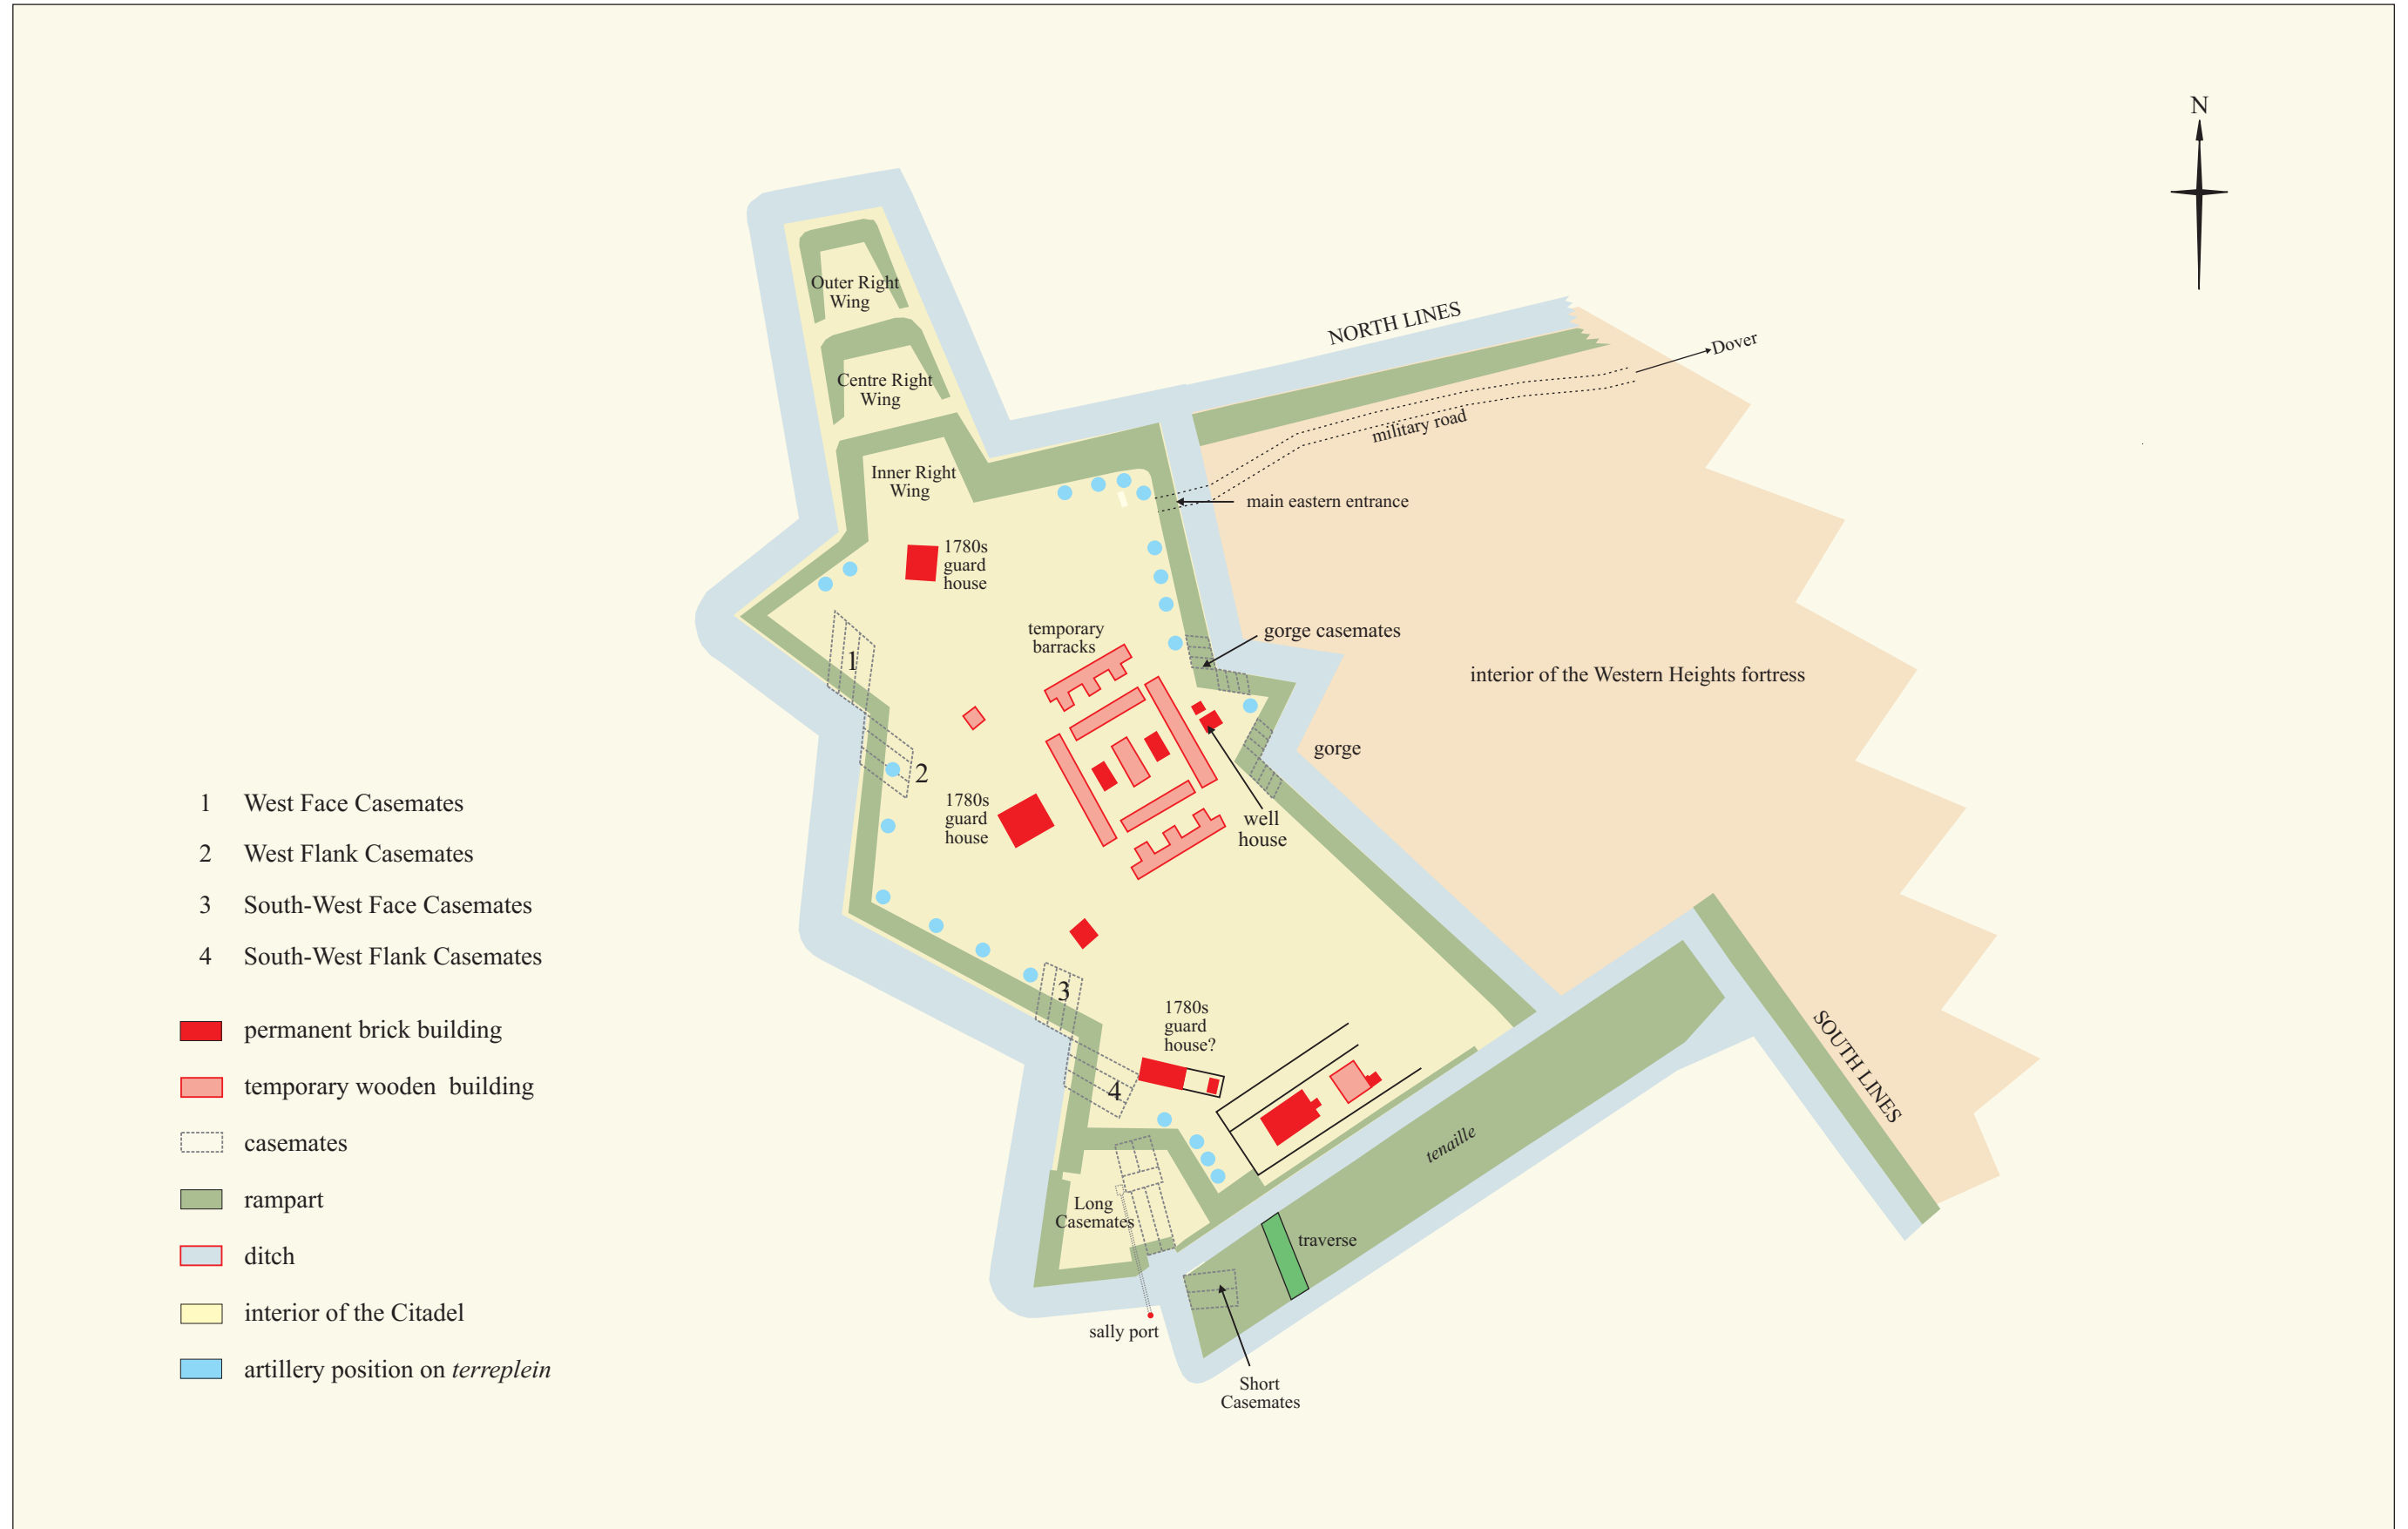 N
Outer Right
Wing
NORTH LINES
Dover
Centre Right
Wing
military road
Inner Right
Wing
main eastern entrance
1780s
guard
house
temporary
barracks
gorge casemates
1
interior of the Western Heights fortress
gorge
2
1780s
guard
house
well
house
1 West Face Casemates
2 West Flank Casemates
3 South-West Face Casemates
4 South-West Flank Casemates
3
1780s
guard
house?
SOUTH LINES
4
tenaille
Long
Casemates
traverse
sally port
Short
Casemates
permanent brick building
temporary wooden building
casemates
rampart
ditch
interior of the Citadel
artillery position on terreplein